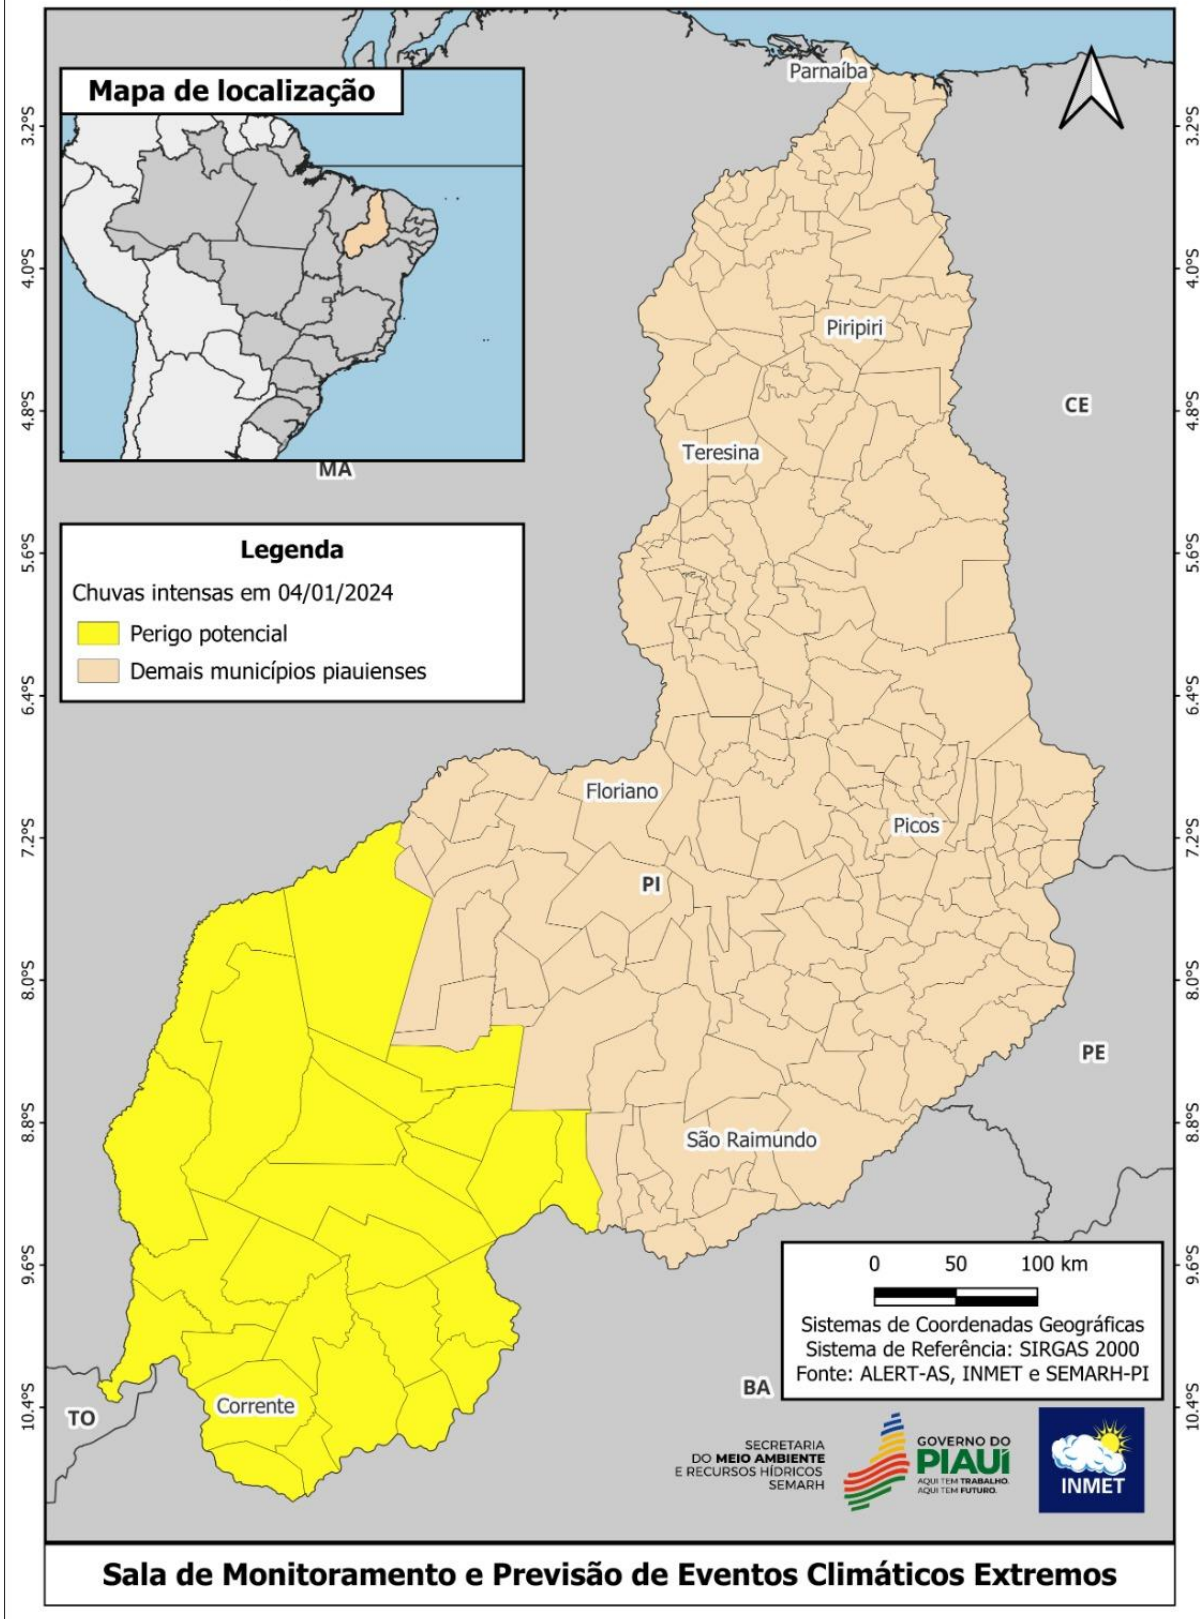 Mapa de localização
Parnaíba
3.2°S
3.2°S
4.0°S
4.0°S
Piripiri
4.8°S
4.8°S
CE
Teresina
MA
Legenda
Chuvas intensas em 04/01/2024
Perigo potencial
Demais municípios piauienses
5.6°S
5.6°S
6.4°S
6.4°S
Floriano
Picos
7.2°S
7.2°S
PI
8.0°S
8.0°S
PE
8.8°S
8.8°S
São Raimundo
9.6°S
9.6°S
0 50 100 km
Sistemas de Coordenadas Geográficas
Sistema de Referência: SIRGAS 2000
Fonte: ALERT-AS, INMET e SEMARH-PI
BA
Corrente
TO
10.4°S
10.4°S
SECRETARIA
DO MEIO AMBIENTE
E RECURSOS HÍDRICOS
SEMARH
GOVERNO DO
PIAUÍ
AQUI TEM TRABALHO.
AQUI TEM FUTURO.
INMET
Sala de Monitoramento e Previsão de Eventos Climáticos Extremos